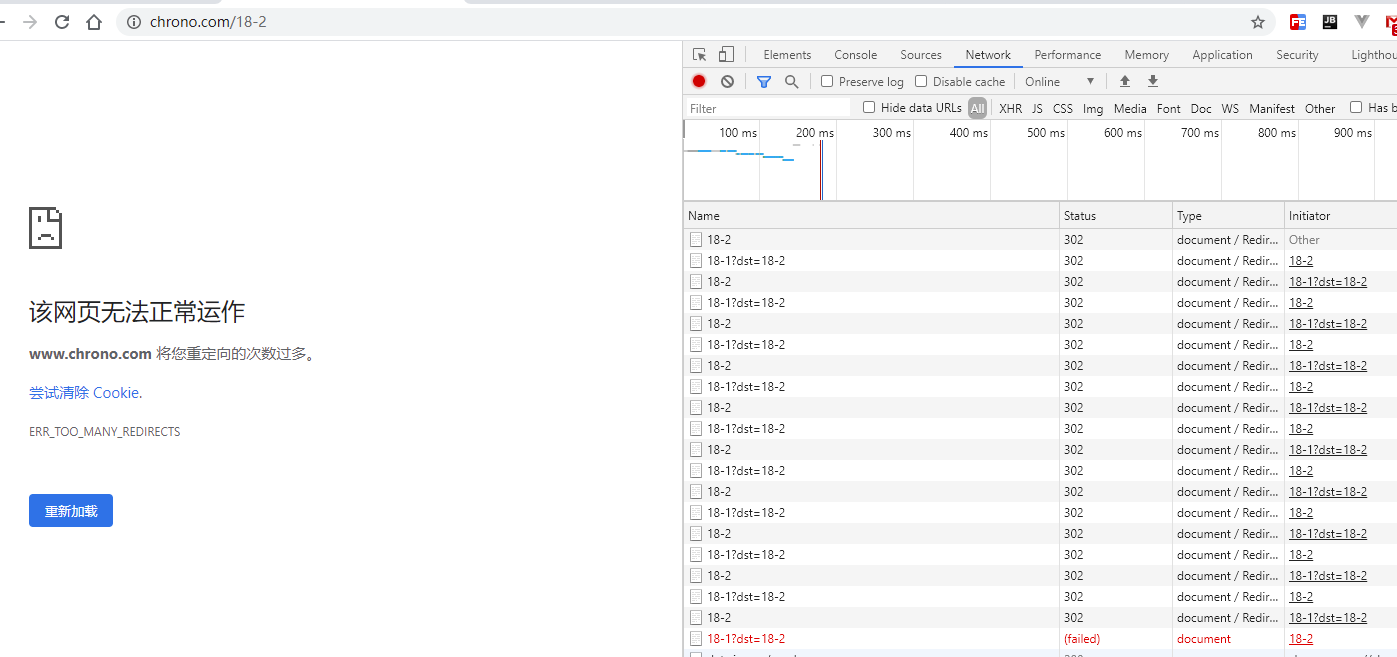 chrono.com/18-2
FE
JB
Elements Console Sources Network Performance Memory Application Security Lighthou
Preserve log Disable cache Online
Filter Hide data URLs All XHR JS CSS Img Media Font Doc WS Manifest Other Has b
100 ms 200 ms 300 ms 400 ms 500 ms 600 ms 700 ms 800 ms 900 ms
Name Status Type Initiator
18-2 302 document / Redir... Other
18-1?dst=18-2 302 document / Redir... 18-2
18-2 302 document / Redir... 18-1?dst=18-2
18-1?dst=18-2 302 document / Redir... 18-2
18-2 302 document / Redir... 18-1?dst=18-2
18-1?dst=18-2 302 document / Redir... 18-2
18-2 302 document / Redir... 18-1?dst=18-2
18-1?dst=18-2 302 document / Redir... 18-2
18-2 302 document / Redir... 18-1?dst=18-2
18-1?dst=18-2 302 document / Redir... 18-2
18-2 302 document / Redir... 18-1?dst=18-2
18-1?dst=18-2 302 document / Redir... 18-2
18-2 302 document / Redir... 18-1?dst=18-2
18-1?dst=18-2 302 document / Redir... 18-2
18-2 302 document / Redir... 18-1?dst=18-2
18-1?dst=18-2 302 document / Redir... 18-2
18-2 302 document / Redir... 18-1?dst=18-2
18-1?dst=18-2 302 document / Redir... 18-2
18-2 302 document / Redir... 18-1?dst=18-2
18-1?dst=18-2 (failed) document 18-2
该网页无法正常运作
www.chrono.com 将您重定向的次数过多。
尝试清除 Cookie.
ERR_TOO_MANY_REDIRECTS
重新加载